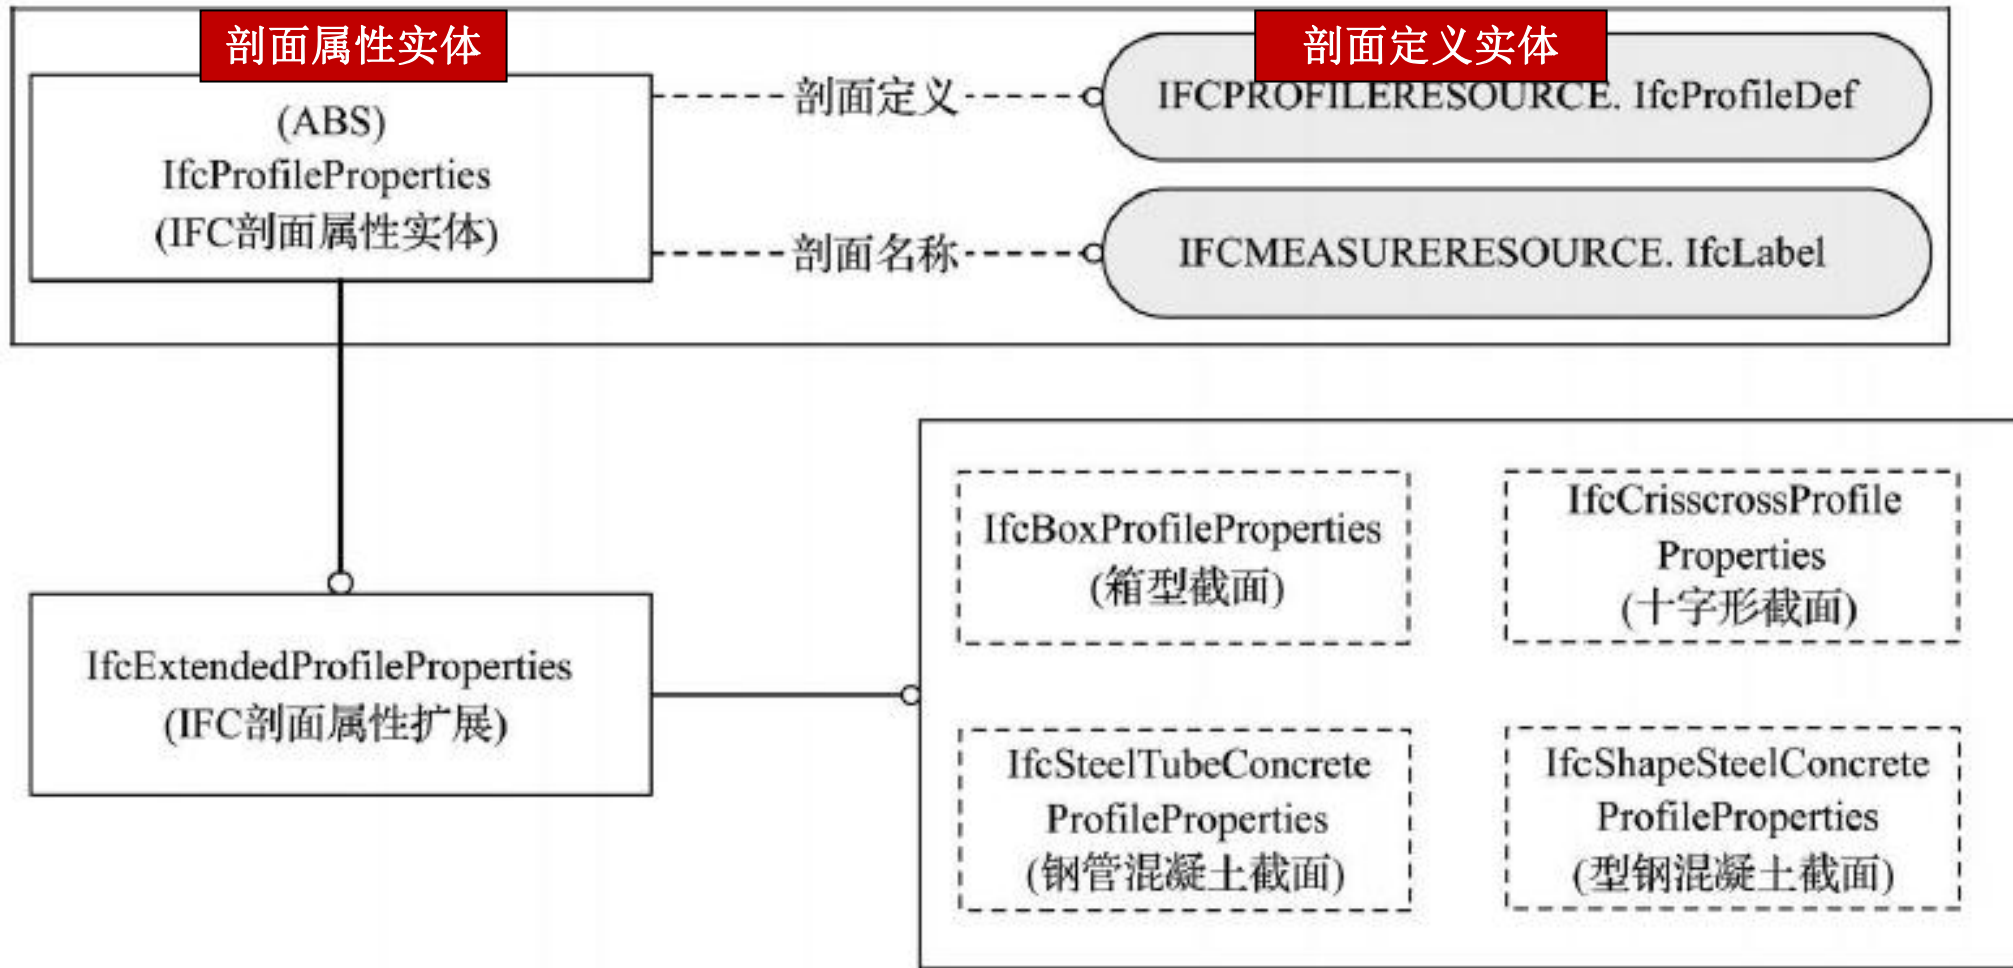 剖面属性实体
剖面定义实体
(ABS)
IfcProfileProperties
(IFC剖面属性实体)
剖面定义
IFCPROFILERESOURCE. IfcProfileDef
剖面名称
IFCMEASURERESOURCE. IfcLabel
IfcExtendedProfileProperties
(IFC剖面属性扩展)
IfcBoxProfileProperties
(箱型截面)
IfcCrisscrossProfile
Properties
(十字形截面)
IfcSteelTubeConcrete
ProfileProperties
(钢管混凝土截面)
IfcShapeSteelConcrete
ProfileProperties
(型钢混凝土截面)